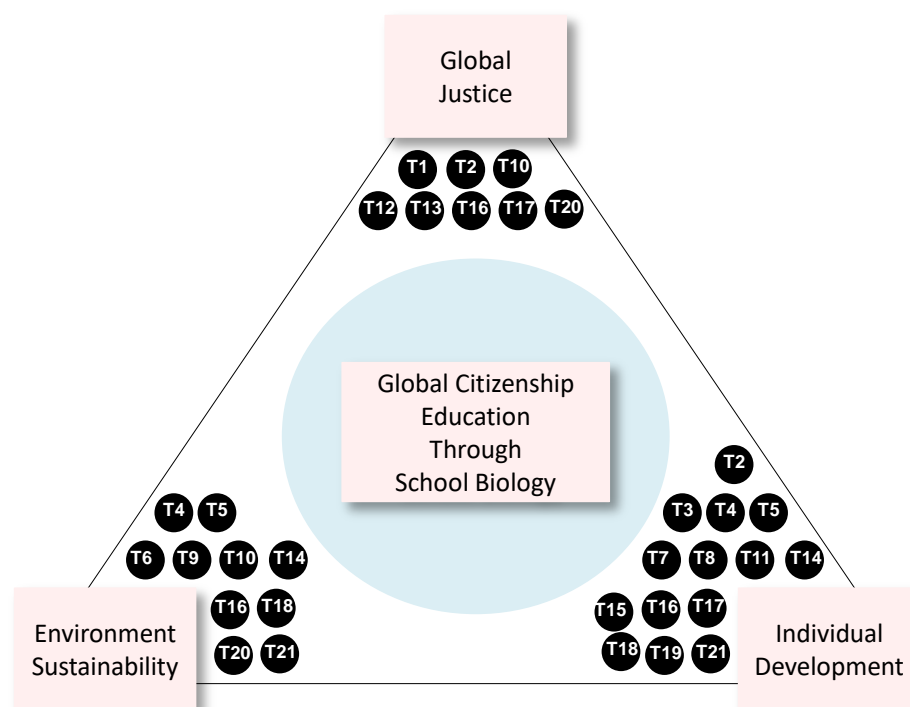 Global
Justice
T1 T2 T10
T12 T13 T16 T17 T20
Global Citizenship
Education
Through
School Biology
T4 T5
T6 T9 T10 T14
T16 T18
T20 T21
Environment
Sustainability
T2
T3 T4 T5
T7 T8 T11 T14
T15 T16 T17
T18 T19 T21
Individual
Development